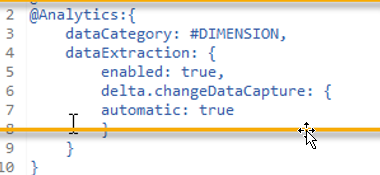 2 @Analytics:{
3 dataCategory: #DIMENSION,
4 dataExtraction: {
5 enabled: true,
6 delta.changeDataCapture: {
7 automatic: true
8 }
9 }
10 }